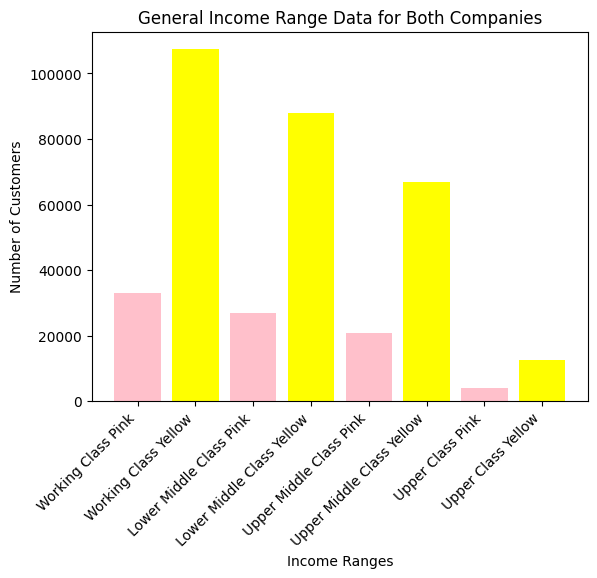 General Income Range Data for Both Companies
Number of Customers
100000
80000
60000
40000
20000
0
Working Class Pink
Working Class Yellow
Lower Middle Class Pink
Lower Middle Class Yellow
Upper Middle Class Pink
Upper Middle Class Yellow
Upper Class Pink
Upper Class Yellow
Income Ranges